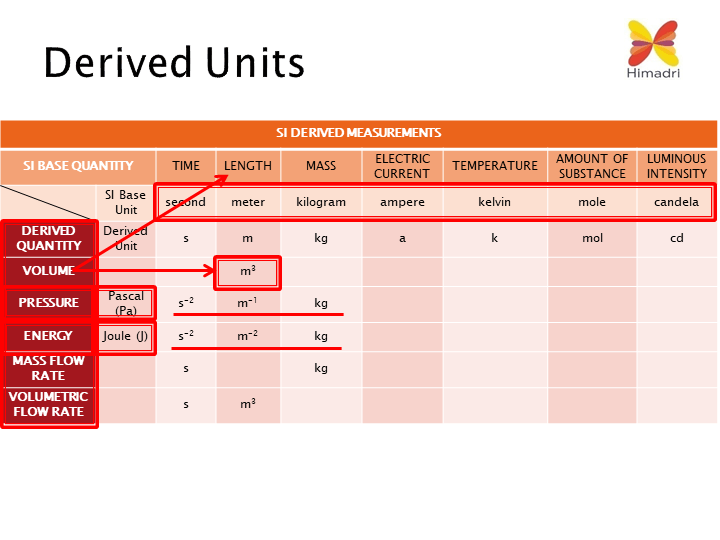 Derived Units
Himadri
SI DERIVED MEASUREMENTS
SI BASE QUANTITY TIME LENGTH MASS ELECTRIC CURRENT TEMPERATURE AMOUNT OF SUBSTANCE LUMINOUS INTENSITY
SI Base Unit second meter kilogram ampere kelvin mole candela
DERIVED QUANTITY Derived Unit s m kg a k mol cd
VOLUME m³
PRESSURE Pascal (Pa) s⁻² m⁻¹ kg
ENERGY Joule (J) s⁻² m⁻² kg
MASS FLOW RATE s kg
VOLUMETRIC FLOW RATE s m³